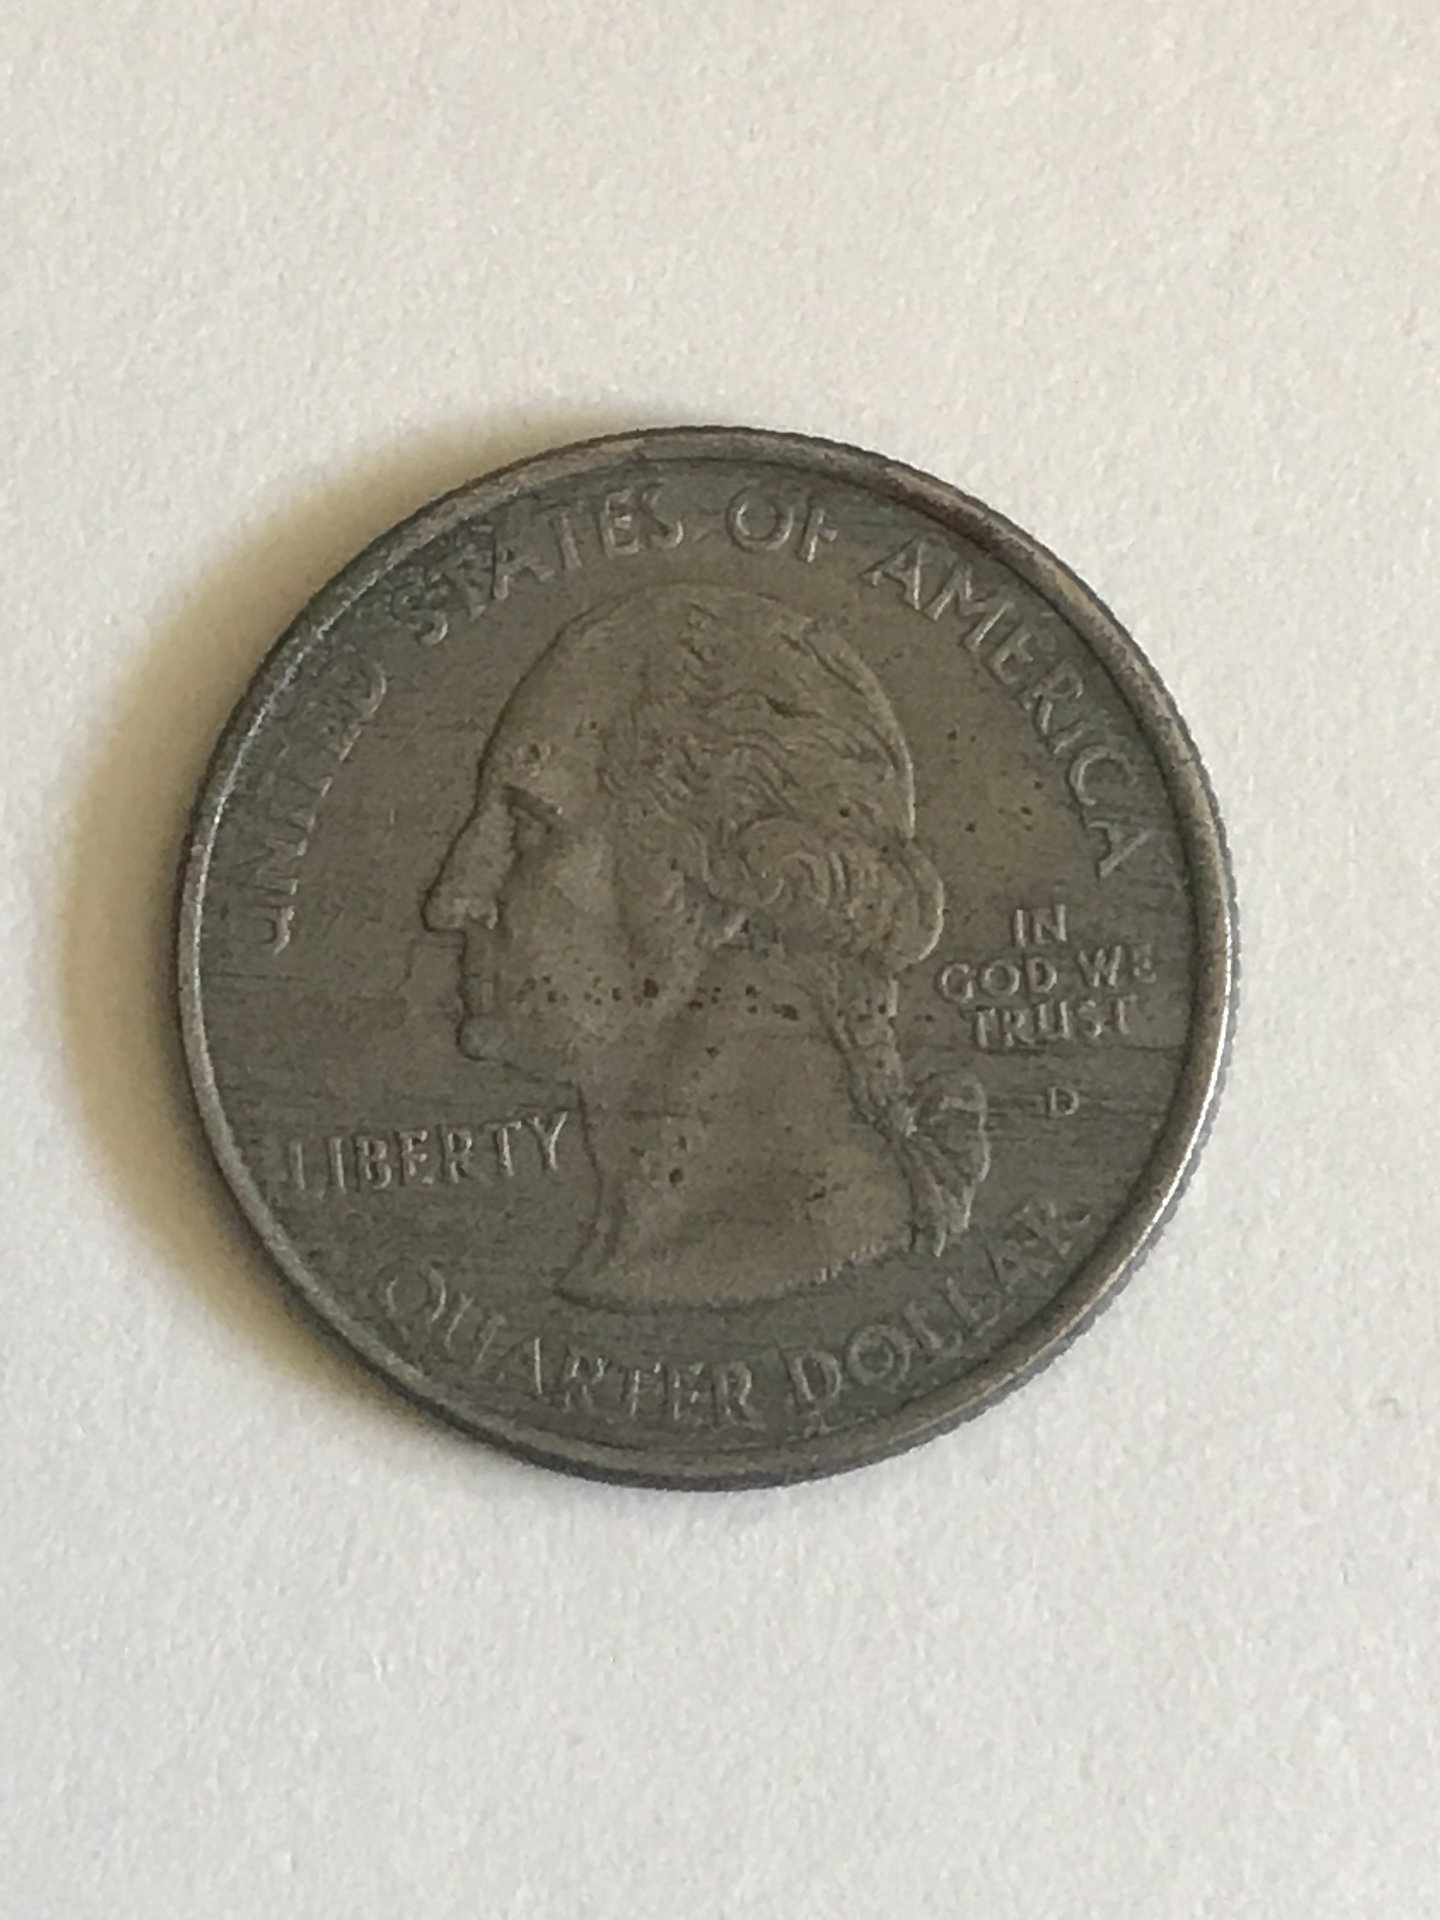 UNITED STATES OF AMERICA
IN
GOD WE
TRUST
D
LIBERTY
QUARTER DOLLAR